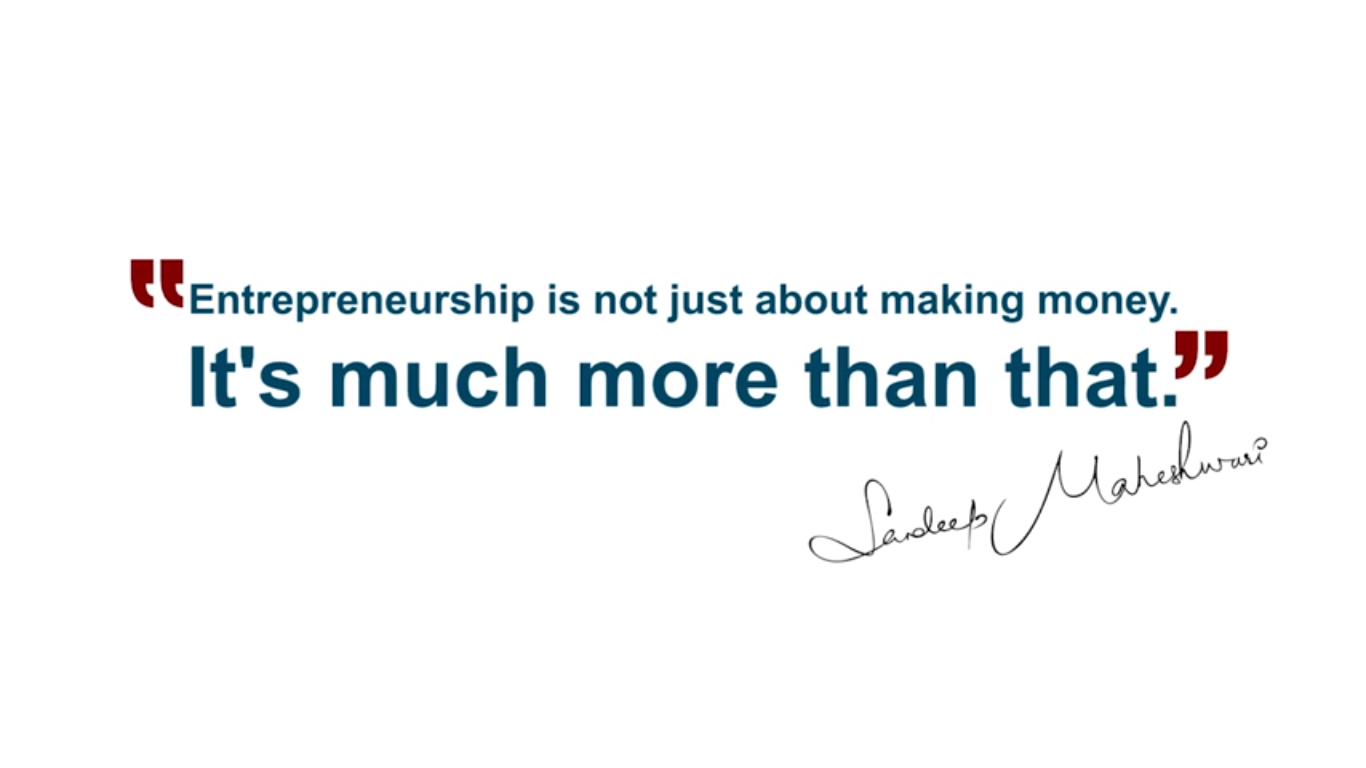 “Entrepreneurship is not just about making money.
It's much more than that.”
Sandeep Maheshwari